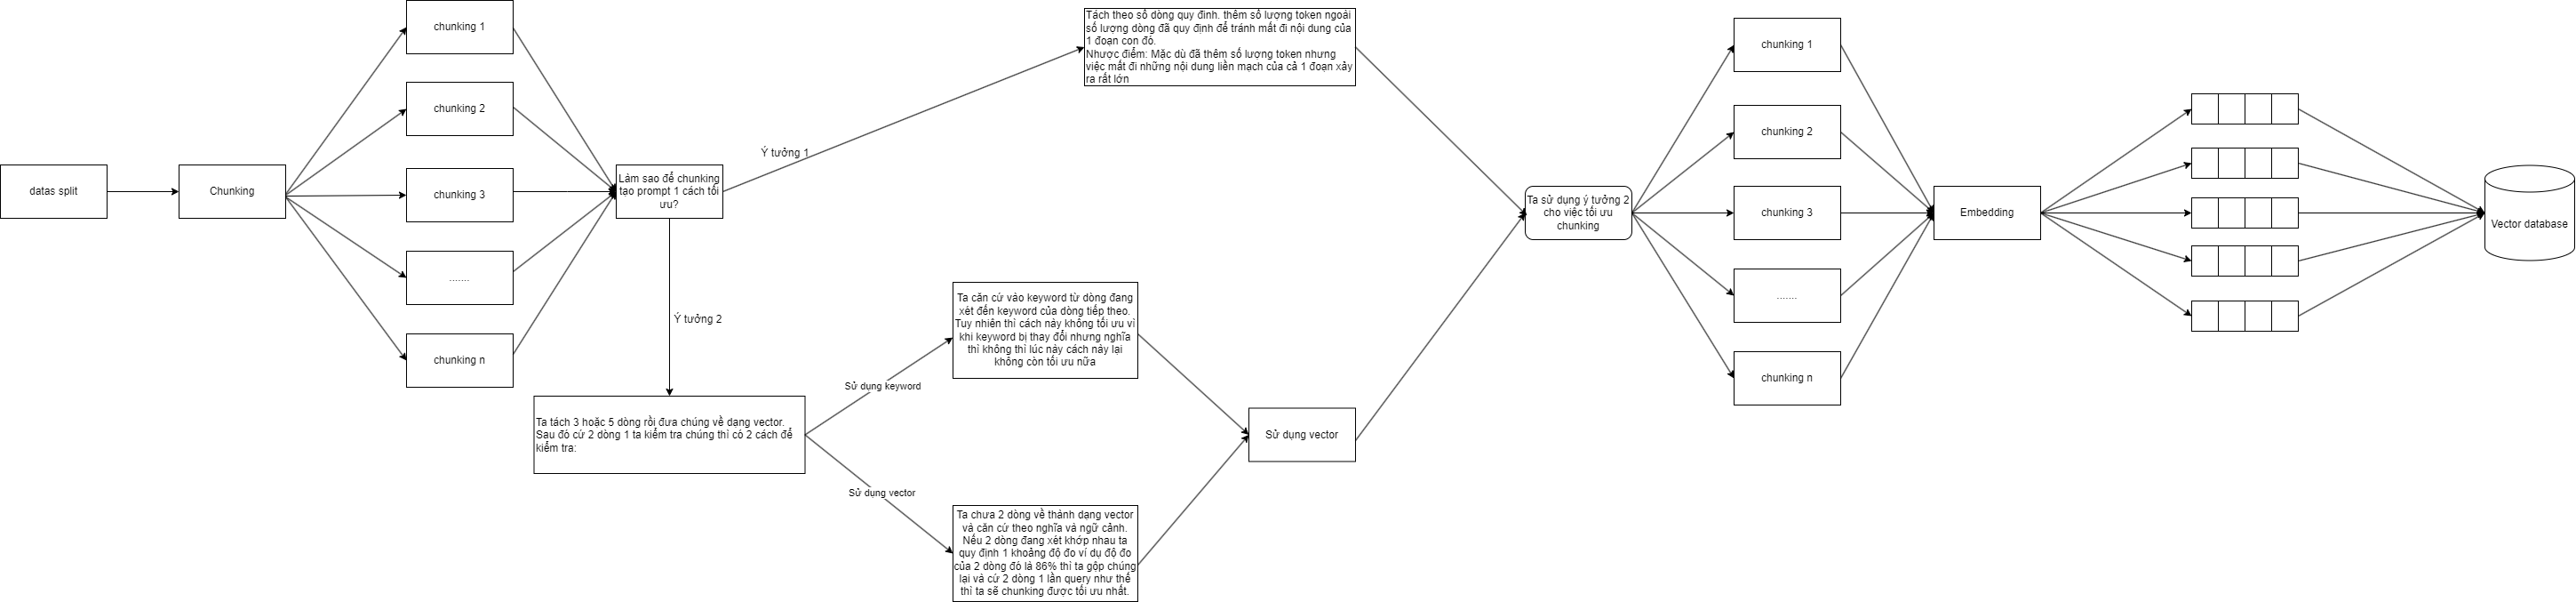 datas split
Chunking
chunking 1
chunking 2
chunking 3
.......
chunking n
Làm sao để chunking
tạo prompt 1 cách tối
ưu?
Ý tưởng 1
Tách theo số dòng quy định. thêm số lượng token ngoài
số lượng dòng đã quy định để tránh mất đi nội dung của
1 đoạn con đó.
Nhược điểm: Mặc dù đã thêm số lượng token nhưng
việc mất đi những nội dung liền mạch của cả 1 đoạn xảy
ra rất lớn
Ý tưởng 2
Ta tách 3 hoặc 5 dòng rồi đưa chúng về dạng vector.
Sau đó cứ 2 dòng 1 ta kiểm tra chúng thì có 2 cách để
kiểm tra:
Sử dụng keyword
Ta căn cứ vào keyword từ dòng đang
xét đến keyword của dòng tiếp theo.
Tuy nhiên thì cách này không tối ưu vì
khi keyword bị thay đổi nhưng nghĩa
thì không thì lúc này cách này lại
không còn tối ưu nữa
Sử dụng vector
Ta chưa 2 dòng về thành dạng vector
và căn cứ theo nghĩa và ngữ cảnh.
Nếu 2 dòng đang xét khớp nhau ta
quy định 1 khoảng độ đo ví dụ độ đo
của 2 dòng đó là 86% thì ta gộp chúng
lại và cứ 2 dòng 1 lần query như thế
thì ta sẽ chunking được tối ưu nhất.
Sử dụng vector
Ta sử dụng ý tưởng 2
cho việc tối ưu
chunking
chunking 1
chunking 2
chunking 3
.......
chunking n
Embedding
Vector database